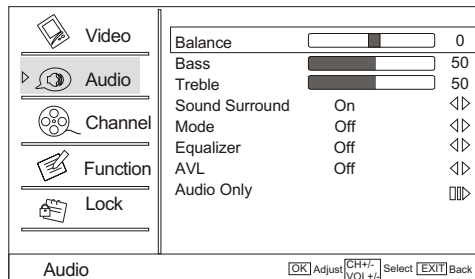 Video
Audio
Channel
Function
Lock
Balance 0
Bass 50
Treble 50
Sound Surround On
Mode Off
Equalizer Off
AVL Off
Audio Only
Audio
OK Adjust CH+/- VOL+/- Select EXIT Back